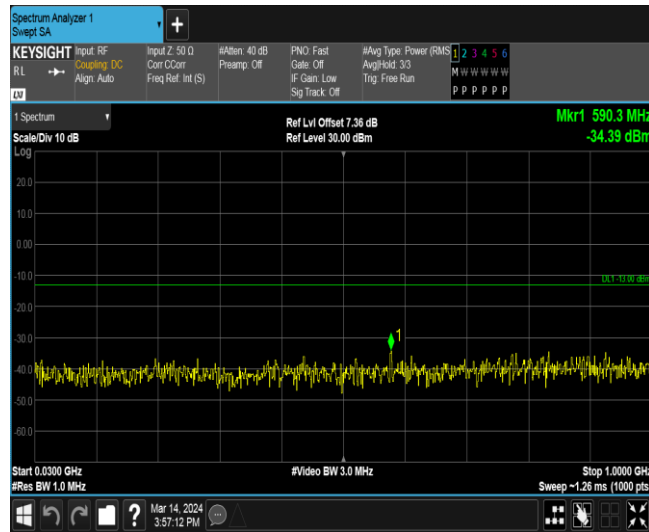 Spectrum Analyzer 1
Swept SA
+
KEYSIGHT
RL
LXI
Input: RF
Coupling: DC
Align: Auto
Input Z: 50 Ω
Corr CCorr
Freq Ref: Int (S)
#Atten: 40 dB
Preamp: Off
PNO: Fast
Gate: Off
IF Gain: Low
Sig Track: Off
#Avg Type: Power (RMS
Avg|Hold: 3/3
Trig: Free Run
1 2 3 4 5 6
M W W W W W
P P P P P P
1 Spectrum
Scale/Div 10 dB
Log
Ref Lvl Offset 7.36 dB
Ref Level 30.00 dBm
Mkr1 590.3 MHz
-34.39 dBm
20.0
10.0
0.00
-10.0
DL1 -13.00 dBm
-20.0
-30.0
1
-40.0
-50.0
-60.0
Start 0.0300 GHz
#Res BW 1.0 MHz
#Video BW 3.0 MHz
Stop 1.0000 GHz
Sweep ~1.26 ms (1000 pts
?
Mar 14, 2024
3:57:12 PM